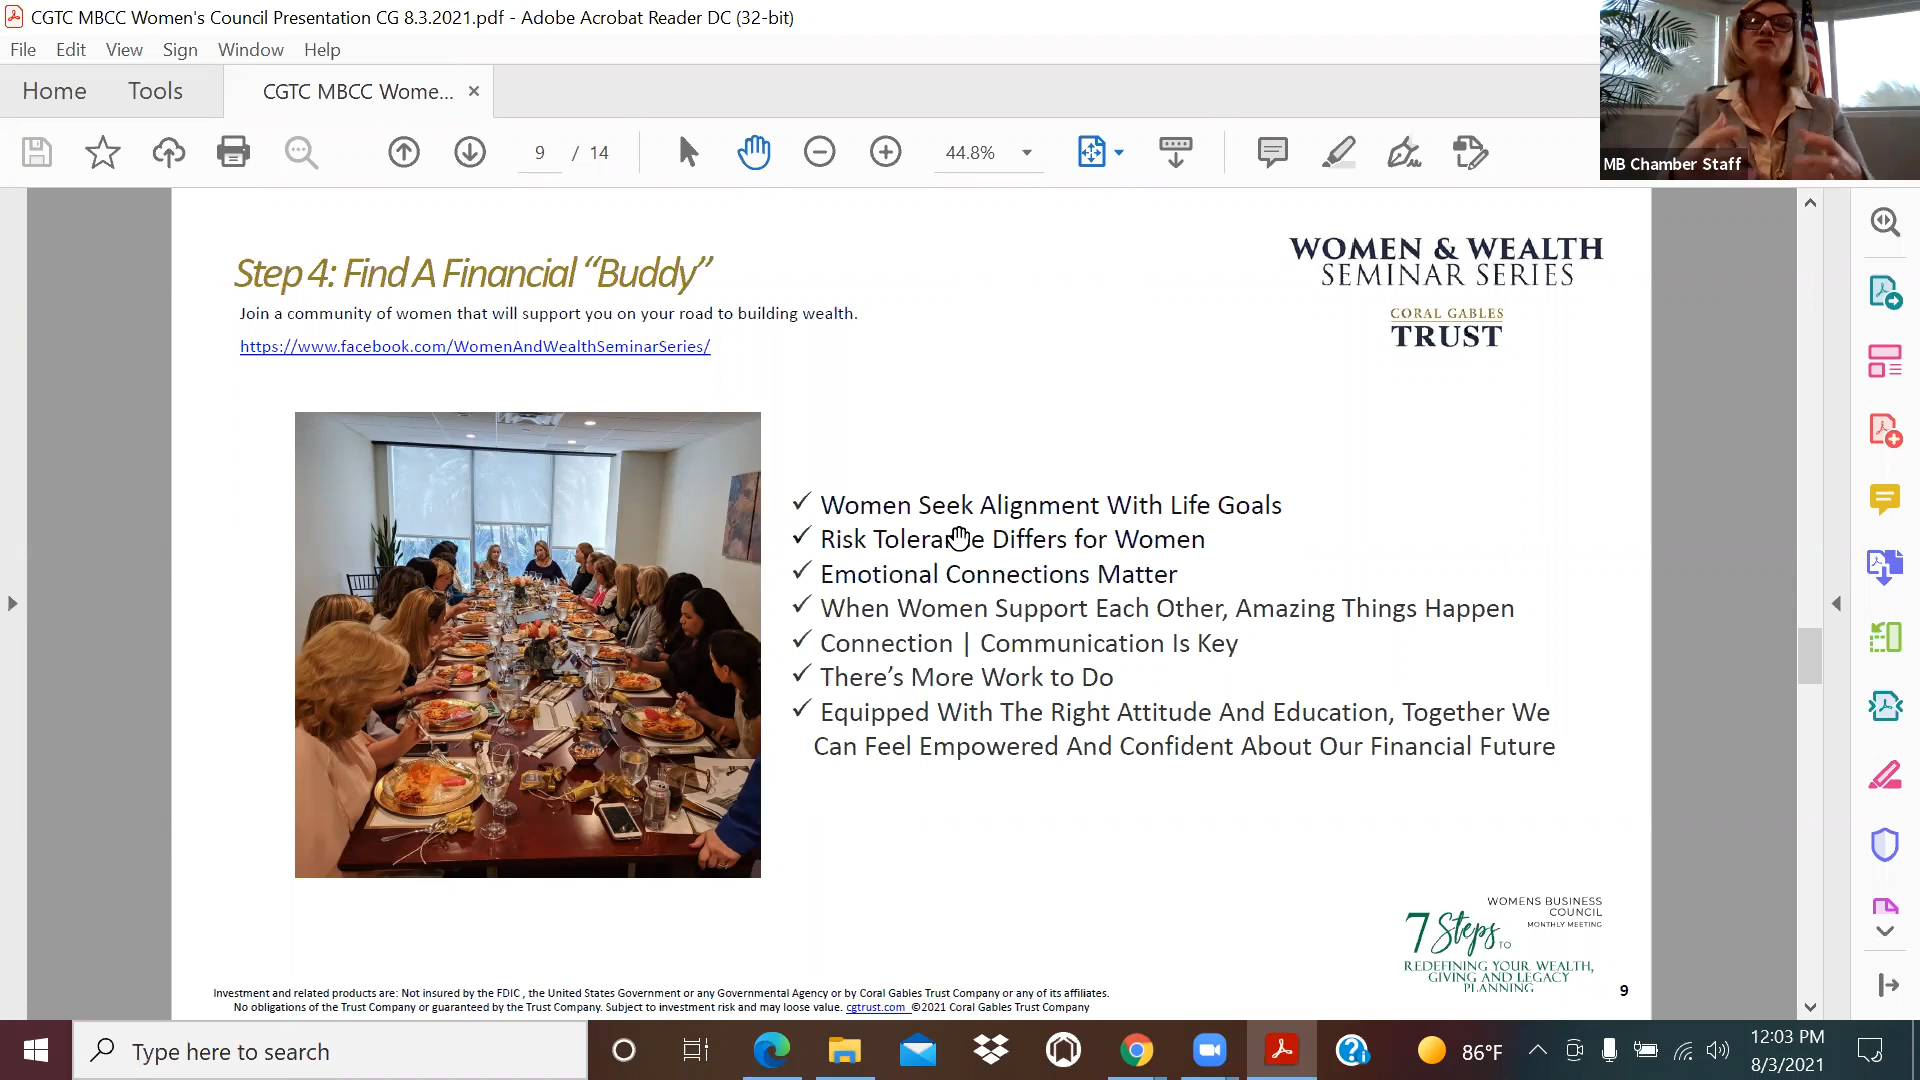 CGTC MBCC Women's Council Presentation CG 8.3.2021.pdf - Adobe Acrobat Reader DC (32-bit)
File Edit View Sign Window Help
Home Tools CGTC MBCC Wome... ×
9 / 14 44.8%
MB Chamber Staff
Step 4: Find A Financial “Buddy”
Join a community of women that will support you on your road to building wealth.
https://www.facebook.com/WomenAndWealthSeminarSeries/
WOMEN & WEALTH
SEMINAR SERIES
CORAL GABLES
TRUST
✓ Women Seek Alignment With Life Goals
✓ Risk Tolerance Differs for Women
✓ Emotional Connections Matter
✓ When Women Support Each Other, Amazing Things Happen
✓ Connection | Communication Is Key
✓ There’s More Work to Do
✓ Equipped With The Right Attitude And Education, Together We
Can Feel Empowered And Confident About Our Financial Future
WOMENS BUSINESS
COUNCIL
MONTHLY MEETING
7 Steps TO
REDEFINING YOUR WEALTH,
GIVING AND LEGACY
PLANNING
Investment and related products are: Not insured by the FDIC , the United States Government or any Governmental Agency or by Coral Gables Trust Company or any of its affiliates.
No obligations of the Trust Company or guaranteed by the Trust Company. Subject to investment risk and may loose value. cgtrust.com ©2021 Coral Gables Trust Company
9
Type here to search
86°F
12:03 PM
8/3/2021